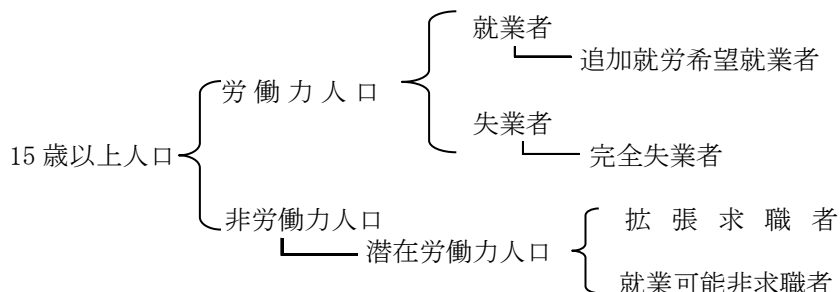 就業者
追加就労希望就業者
労働力人口
失業者
15歳以上人口
完全失業者
非労働力人口
拡張求職者
潜在労働力人口
就業可能非求職者